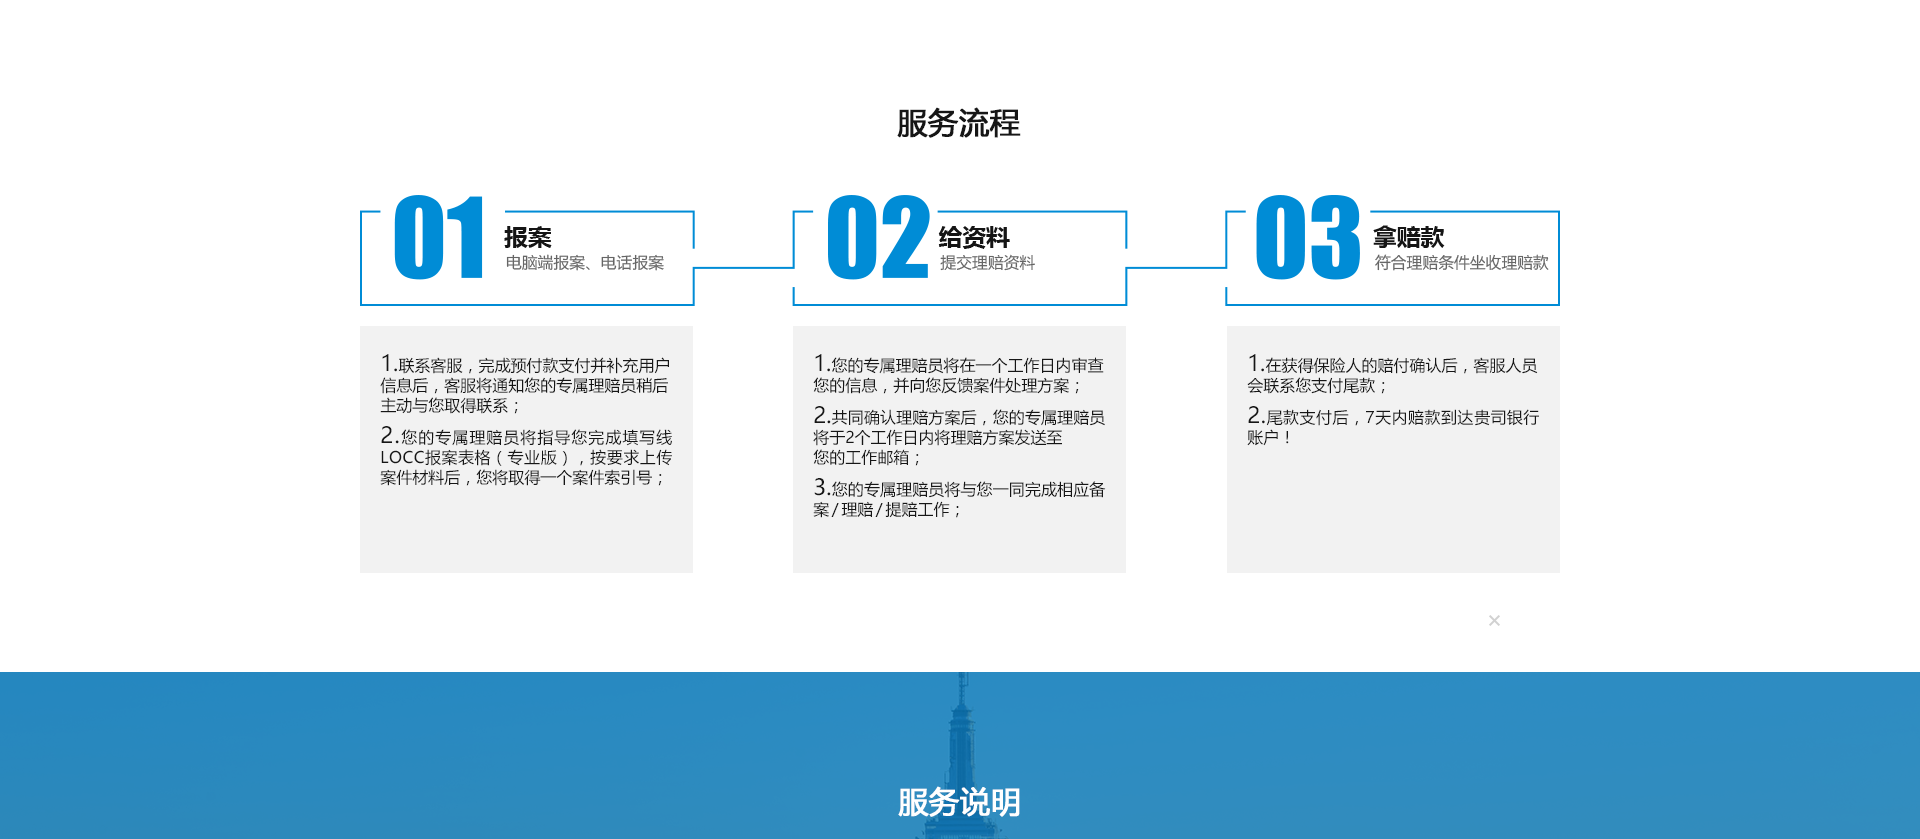 服务流程
01
报案
电脑端报案、电话报案
02
给资料
提交理赔资料
03
拿赔款
符合理赔条件坐收理赔款
1.联系客服，完成预付款支付并补充用户
信息后，客服将通知您的专属理赔员稍后
主动与您取得联系；
2.您的专属理赔员将指导您完成填写线
LOCC报案表格（专业版），按要求上传
案件材料后，您将取得一个案件索引号；
1.您的专属理赔员将在一个工作日内审查
您的信息，并向您反馈案件处理方案；
2.共同确认理赔方案后，您的专属理赔员
将于2个工作日内将理赔方案发送至
您的工作邮箱；
3.您的专属理赔员将与您一同完成相应备
案/理赔/提赔工作；
1.在获得保险人的赔付确认后，客服人员
会联系您支付尾款；
2.尾款支付后，7天内赔款到达贵司银行
账户！
服务说明